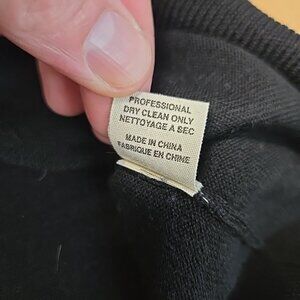 PROFESSIONAL
DRY CLEAN ONLY
NETTOYAGE A SEC
MADE IN CHINA
FABRIQUE EN CHINE